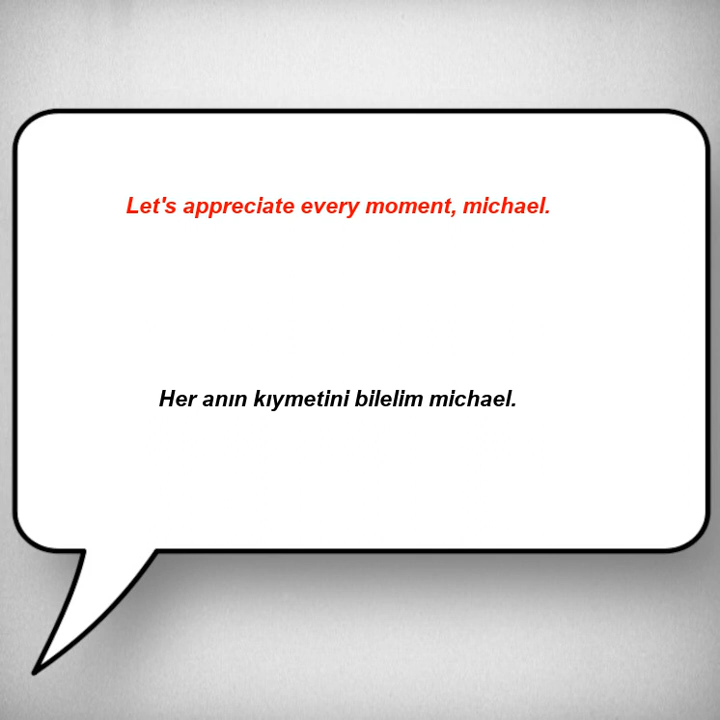 Let's appreciate every moment, michael.
Her anın kıymetini bilelim michael.